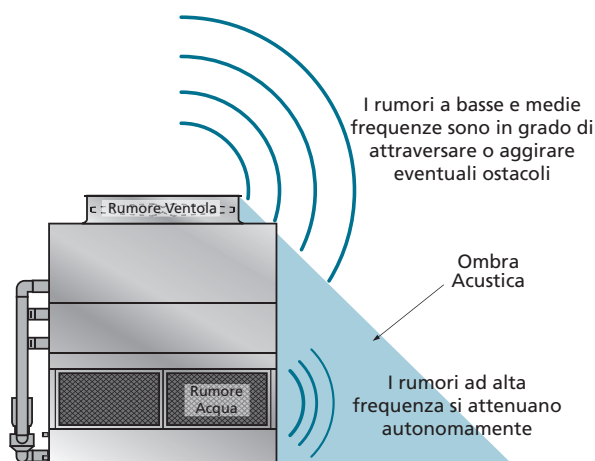 I rumori a basse e medie
frequenze sono in grado di
attraversare o aggirare
eventuali ostacoli
Rumore Ventola
Ombra
Acustica
Rumore
Acqua
I rumori ad alta
frequenza si attenuano
autonomamente